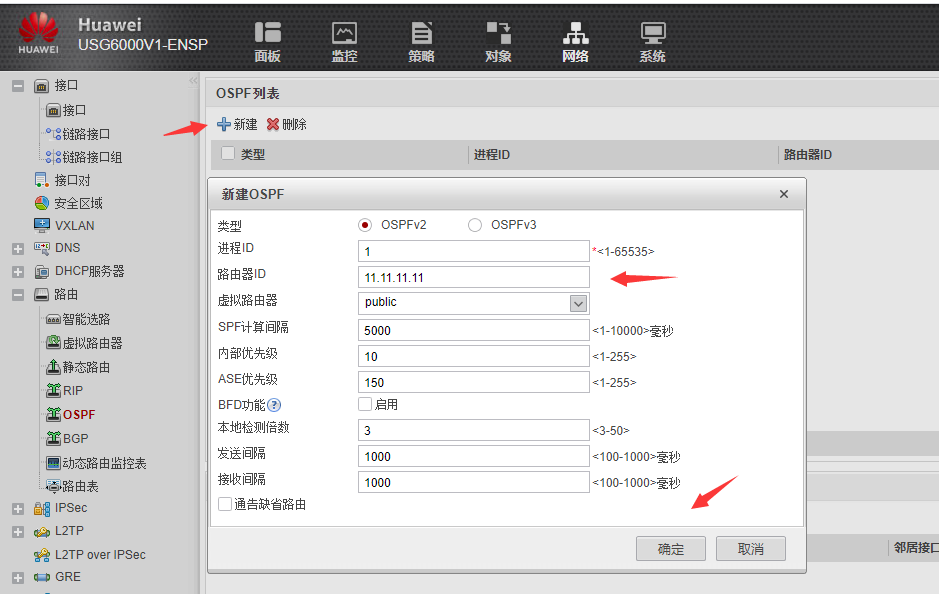 Huawei
USG6000V1-ENSP
HUAWEI
面板
监控
策略
对象
网络
系统
接口
接口
链路接口
链路接口组
接口对
安全区域
VXLAN
DNS
DHCP服务器
路由
智能选路
虚拟路由器
静态路由
RIP
OSPF
BGP
动态路由监控表
路由表
IPSec
L2TP
L2TP over IPSec
GRE
OSPF列表
新建 删除
类型 进程ID 路由器ID
新建OSPF
类型 OSPFv2 OSPFv3
进程ID 1 *<1-65535>
路由器ID 11.11.11.11
虚拟路由器 public
SPF计算间隔 5000 <1-10000>毫秒
内部优先级 10 <1-255>
ASE优先级 150 <1-255>
BFD功能 ? 启用
本地检测倍数 3 <3-50>
发送间隔 1000 <100-1000>毫秒
接收间隔 1000 <100-1000>毫秒
通告缺省路由
确定 取消
邻居接口